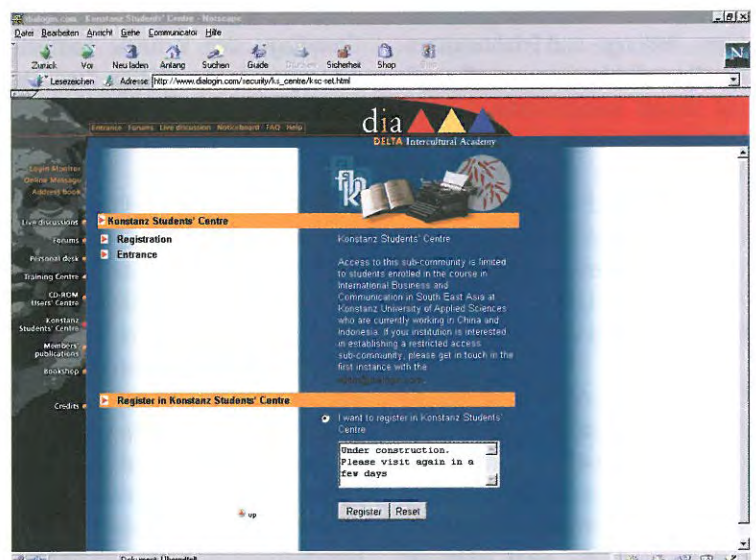 dialogin.com - Konstanz Students' Centre - Netscape
Datei Bearbeiten Ansicht Gehe Communicator Hilfe
Zurück Vor Neu laden Anfang Suchen Guide Drucken Sicherheit Shop Stop
Lesezeichen Adresse http://www.dialogin.com/security/ks_centre/ksc-set.html
Entrance Forums Live discussion Noticeboard FAQ Help
dia
DELTA Intercultural Academy
Login Monitor
Online Message
Address Book
Live discussions
Forums
Personal desk
Training Centre
CD-ROM
Users' Centre
Konstanz
Students' Centre
Members'
publications
Bookshop
Credits
Konstanz Students' Centre
Registration
Entrance
Konstanz Students' Centre
Access to this sub-community is limited
to students enrolled in the course in
International Business and
Communication in South East Asia at
Konstanz University of Applied Sciences
who are currently working in China and
Indonesia. If your institution is interested
in establishing a restricted access
sub-community, please get in touch in the
first instance with the
Register in Konstanz Students' Centre
I want to register in Konstanz Students'
Centre
Under construction.
Please visit again in a
few days
Register Reset
up
Dokument: Übermittelt